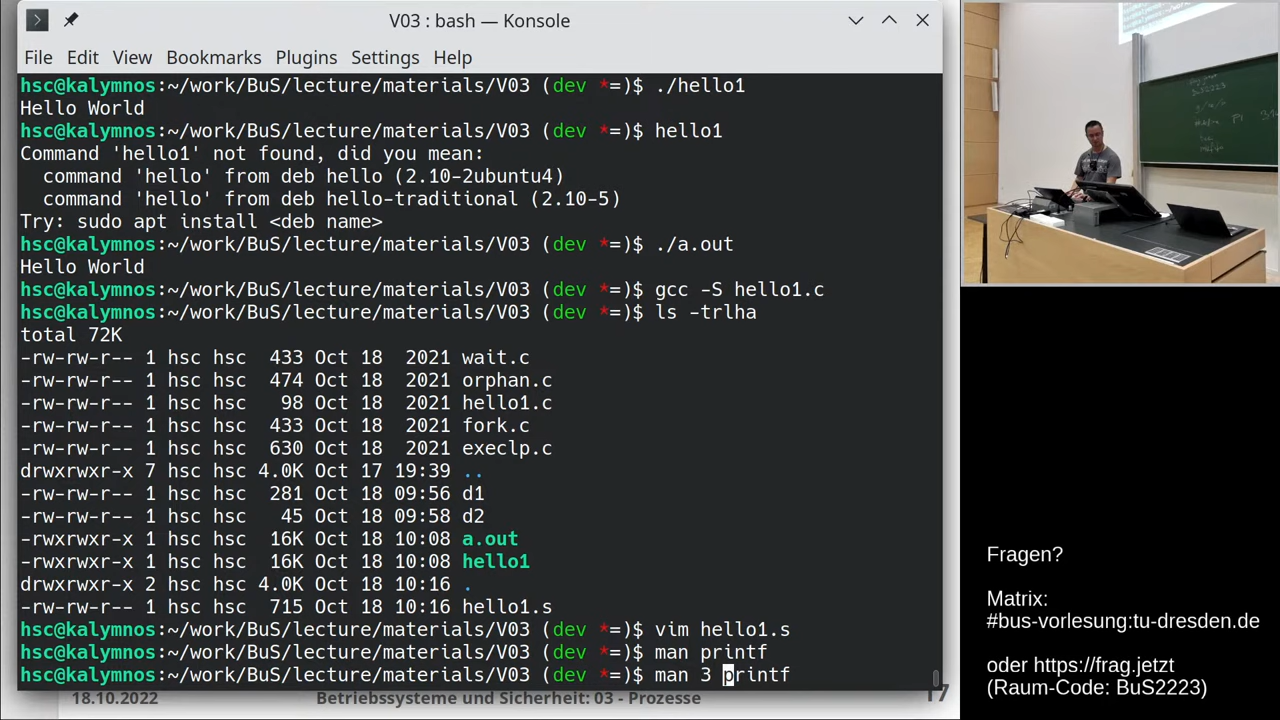 V03 : bash — Konsole
File Edit View Bookmarks Plugins Settings Help
hsc@kalymnos:~/work/BuS/lecture/materials/V03 (dev *=)$ ./hello1
Hello World
hsc@kalymnos:~/work/BuS/lecture/materials/V03 (dev *=)$ hello1
Command 'hello1' not found, did you mean:
  command 'hello' from deb hello (2.10-2ubuntu4)
  command 'hello' from deb hello-traditional (2.10-5)
Try: sudo apt install <deb name>
hsc@kalymnos:~/work/BuS/lecture/materials/V03 (dev *=)$ ./a.out
Hello World
hsc@kalymnos:~/work/BuS/lecture/materials/V03 (dev *=)$ gcc -S hello1.c
hsc@kalymnos:~/work/BuS/lecture/materials/V03 (dev *=)$ ls -trlha
total 72K
-rw-rw-r-- 1 hsc hsc  433 Oct 18  2021 wait.c
-rw-rw-r-- 1 hsc hsc  474 Oct 18  2021 orphan.c
-rw-rw-r-- 1 hsc hsc   98 Oct 18  2021 hello1.c
-rw-rw-r-- 1 hsc hsc  433 Oct 18  2021 fork.c
-rw-rw-r-- 1 hsc hsc  630 Oct 18  2021 execlp.c
drwxrwxr-x 7 hsc hsc 4.0K Oct 17 19:39 ..
-rw-rw-r-- 1 hsc hsc  281 Oct 18 09:56 d1
-rw-rw-r-- 1 hsc hsc   45 Oct 18 09:58 d2
-rwxrwxr-x 1 hsc hsc  16K Oct 18 10:08 a.out
-rwxrwxr-x 1 hsc hsc  16K Oct 18 10:08 hello1
drwxrwxr-x 2 hsc hsc 4.0K Oct 18 10:16 .
-rw-rw-r-- 1 hsc hsc  715 Oct 18 10:16 hello1.s
hsc@kalymnos:~/work/BuS/lecture/materials/V03 (dev *=)$ vim hello1.s
hsc@kalymnos:~/work/BuS/lecture/materials/V03 (dev *=)$ man printf
hsc@kalymnos:~/work/BuS/lecture/materials/V03 (dev *=)$ man 3 printf
18.10.2022 Betriebssysteme und Sicherheit: 03 - Prozesse 17
Fragen?
Matrix:
#bus-vorlesung:tu-dresden.de
oder https://frag.jetzt
(Raum-Code: BuS2223)